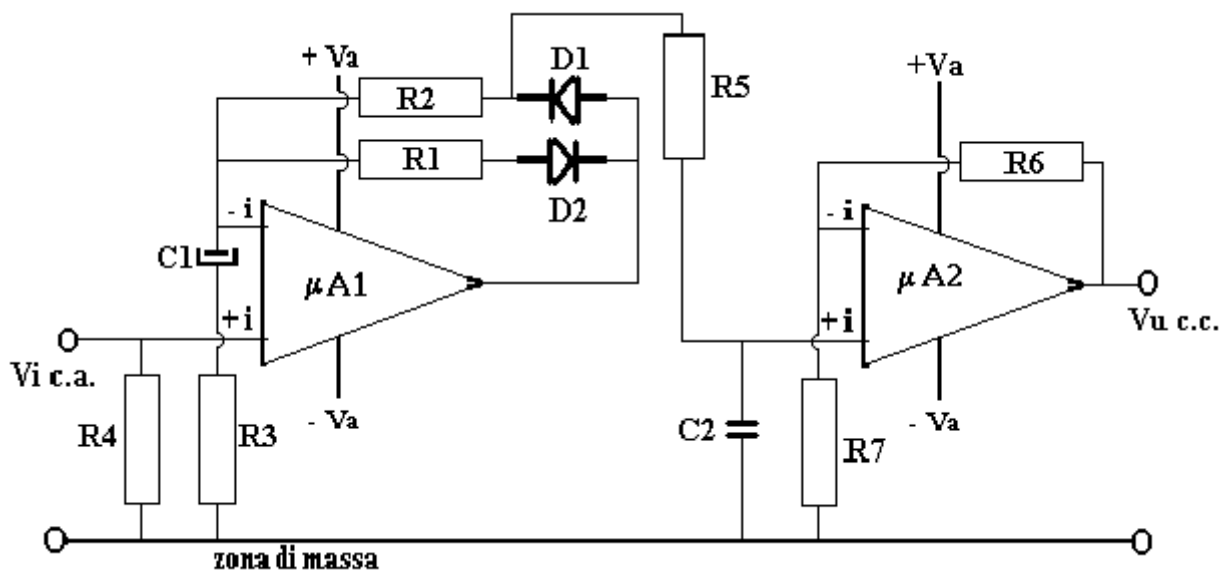 + Va
D1
R2
R5
+Va
R1
R6
D2
- i
- i
C1
μA1
μA2
+ i
+ i
Vi c.a.
Vu c.c.
- Va
- Va
R4
R3
C2
R7
zona di massa